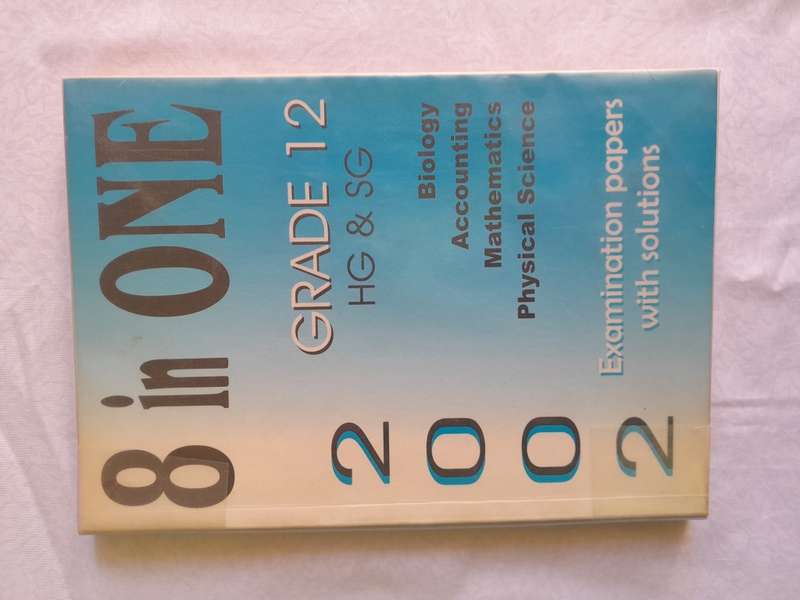 8 in ONE
GRADE 12
HG & SG
2002
Biology
Accounting
Mathematics
Physical Science
Examination papers
with solutions